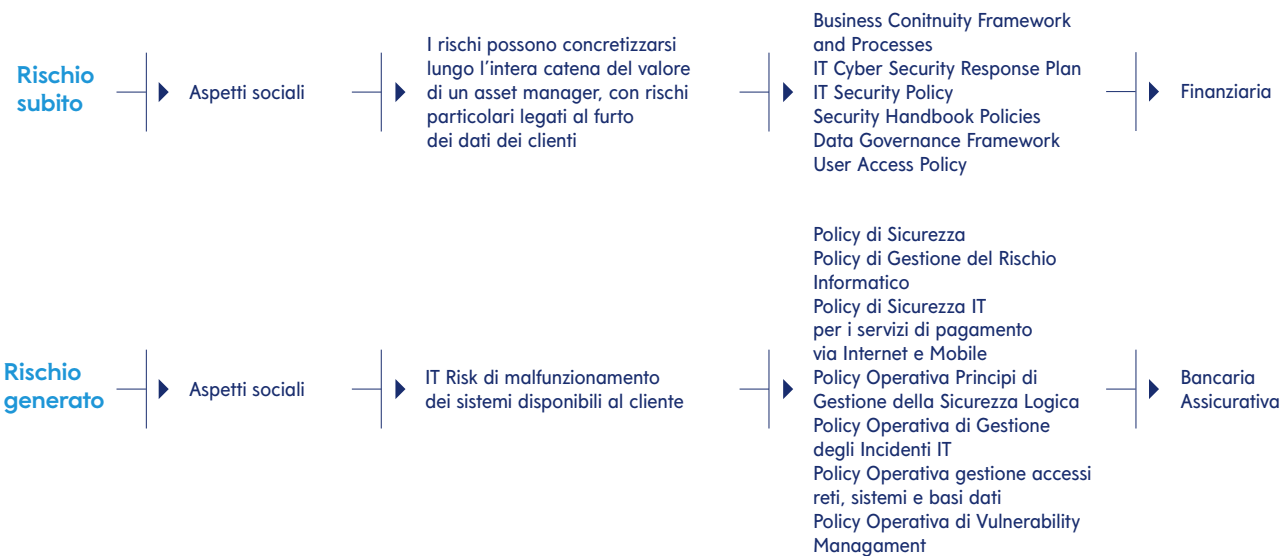 Rischio
subito
Aspetti sociali
I rischi possono concretizzarsi
lungo l'intera catena del valore
di un asset manager, con rischi
particolari legati al furto
dei dati dei clienti
Business Conitnuity Framework
and Processes
IT Cyber Security Response Plan
IT Security Policy
Security Handbook Policies
Data Governance Framework
User Access Policy
Finanziaria
Rischio
generato
Aspetti sociali
IT Risk di malfunzionamento
dei sistemi disponibili al cliente
Policy di Sicurezza
Policy di Gestione del Rischio
Informatico
Policy di Sicurezza IT
per i servizi di pagamento
via Internet e Mobile
Policy Operativa Principi di
Gestione della Sicurezza Logica
Policy Operativa di Gestione
degli Incidenti IT
Policy Operativa gestione accessi
reti, sistemi e basi dati
Policy Operativa di Vulnerability
Managament
Bancaria
Assicurativa